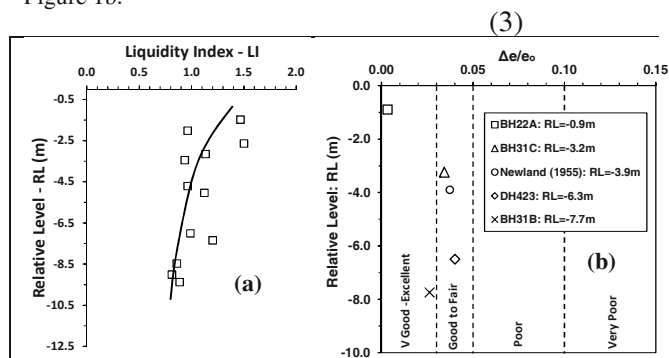 Figure 1b.
(3)
Liquidity Index - LI
0.0 0.5 1.0 1.5 2.0
-0.5
-2.5
-4.5
-6.5
-8.5
-10.5
-12.5
Relative Level - RL (m)
(a)
Δe/eo
0.00 0.05 0.10 0.15
0.0
-2.0
-4.0
-6.0
-8.0
-10.0
Relative Level: RL (m)
BH22A: RL=-0.9m
BH31C: RL=-3.2m
Newland (1955): RL=-3.9m
DH423: RL=-6.3m
BH31B: RL=-7.7m
(b)
V Good -Excellent
Good to Fair
Poor
Very Poor